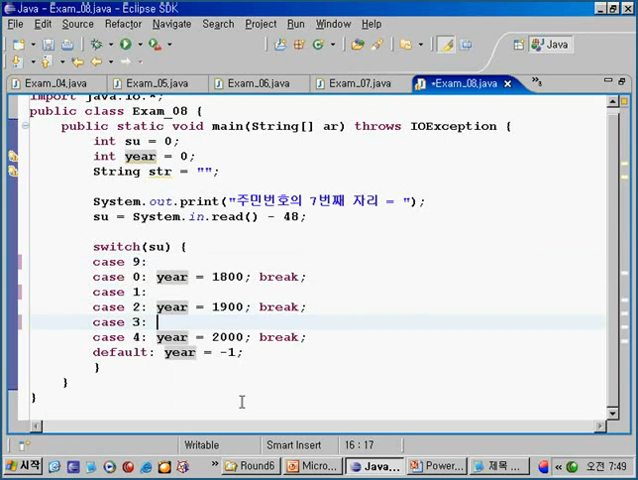 Java - Exam_08.java - Eclipse SDK
File Edit Source Refactor Navigate Search Project Run Window Help
Java
Exam_04.java Exam_05.java Exam_06.java Exam_07.java *Exam_08.java
import java.io.*;
public class Exam_08 {
public static void main(String[] ar) throws IOException {
int su = 0;
int year = 0;
String str = "";
System.out.print("주민번호의 7번째 자리 = ");
su = System.in.read() - 48;
switch(su) {
case 9:
case 0: year = 1800; break;
case 1:
case 2: year = 1900; break;
case 3:
case 4: year = 2000; break;
default: year = -1;
}
}
}
Writable Smart Insert 16 : 17
시작 Round6 Micro... Java... Power... 제목 ... 오전 7:49